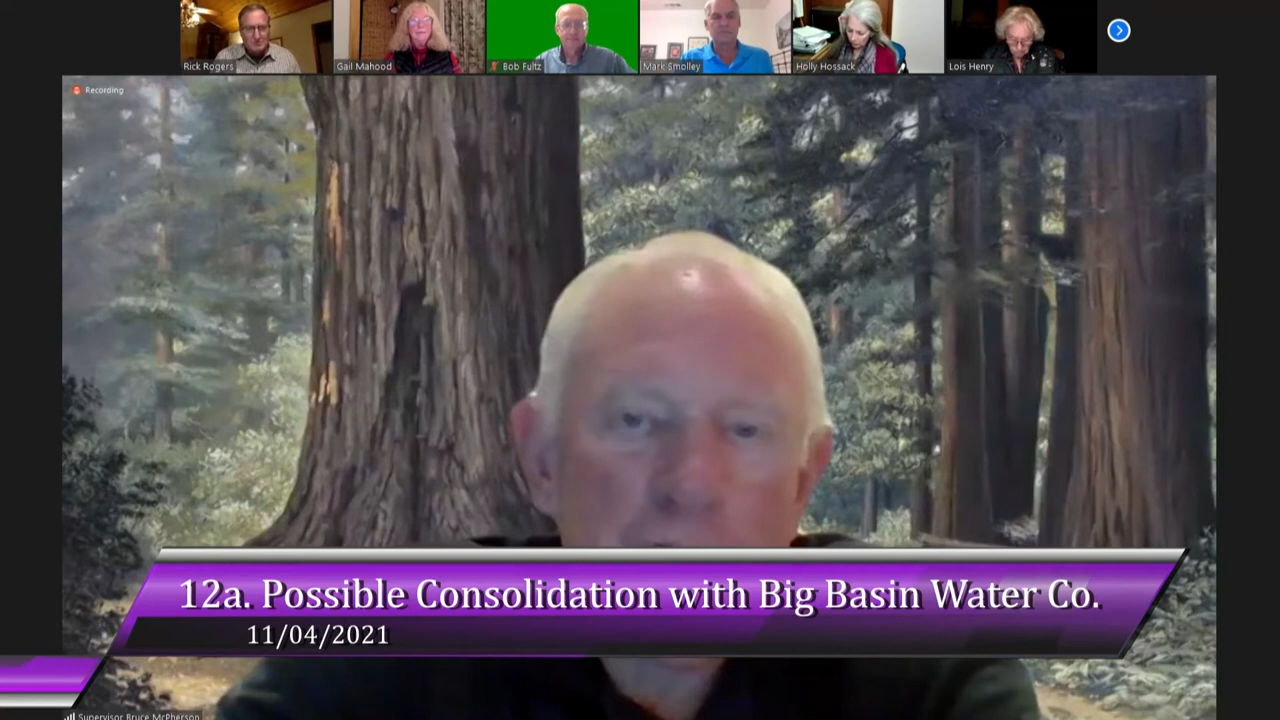 Rick Rogers
Gail Mahood
Bob Fultz
Mark Smolley
Holly Hossack
Lois Henry
Recording
12a. Possible Consolidation with Big Basin Water Co.
11/04/2021
Supervisor Bruce McPherson